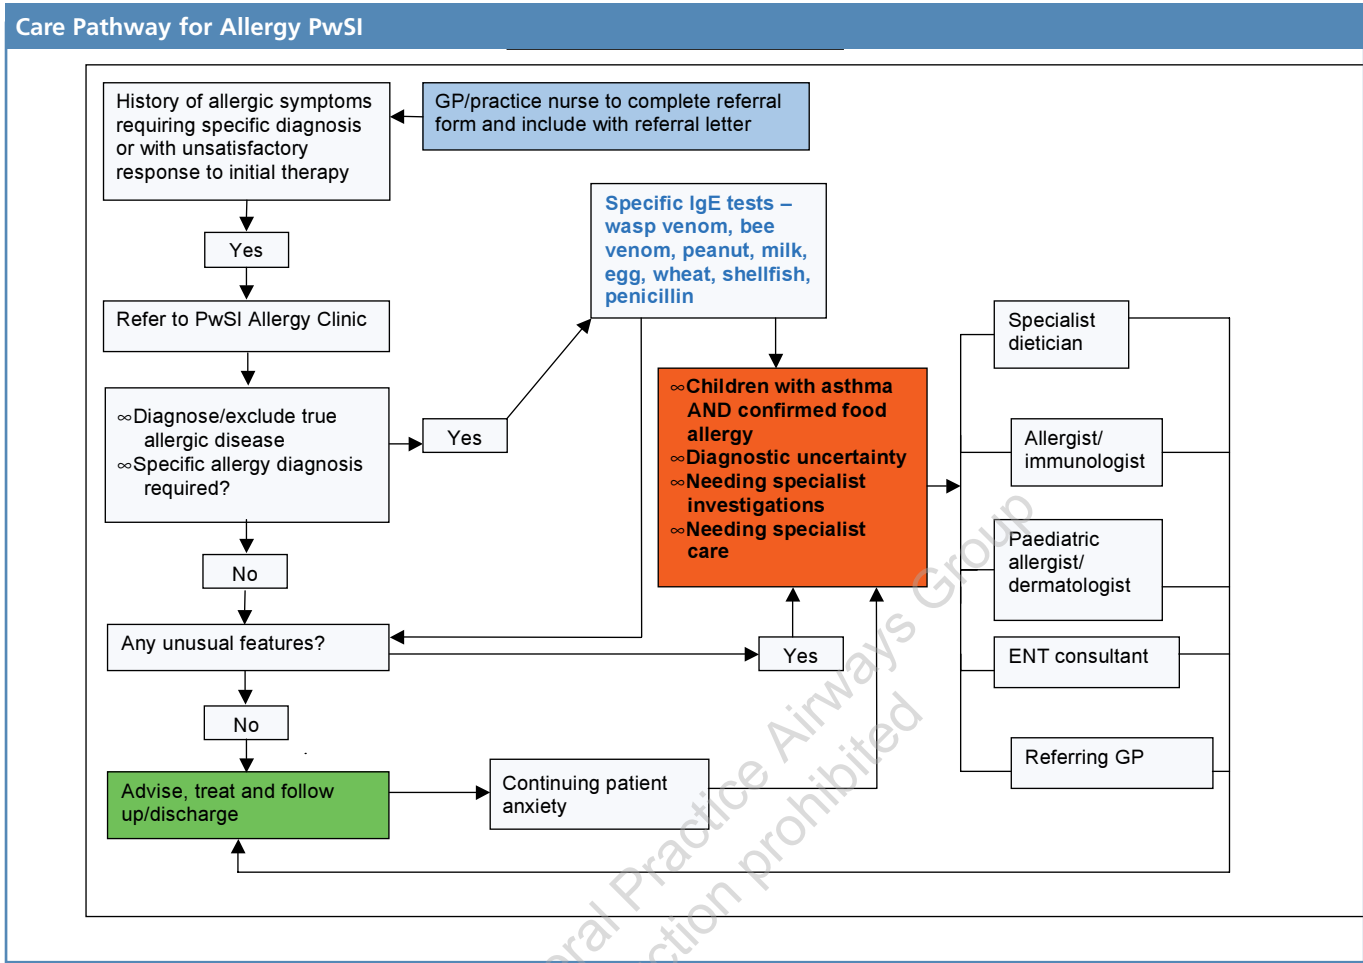 Care Pathway for Allergy PwSI
History of allergic symptoms
requiring specific diagnosis
or with unsatisfactory
response to initial therapy
GP/practice nurse to complete referral
form and include with referral letter
Yes
Refer to PwSI Allergy Clinic
∞Diagnose/exclude true
allergic disease
∞Specific allergy diagnosis
required?
Yes
Specific IgE tests –
wasp venom, bee
venom, peanut, milk,
egg, wheat, shellfish,
penicillin
∞Children with asthma
AND confirmed food
allergy
∞Diagnostic uncertainty
∞Needing specialist
investigations
∞Needing specialist
care
Specialist
dietician
Allergist/
immunologist
Paediatric
allergist/
dermatologist
ENT consultant
Referring GP
No
Any unusual features?
Yes
No
Advise, treat and follow
up/discharge
Continuing patient
anxiety
Practice Airways Group
prohibited